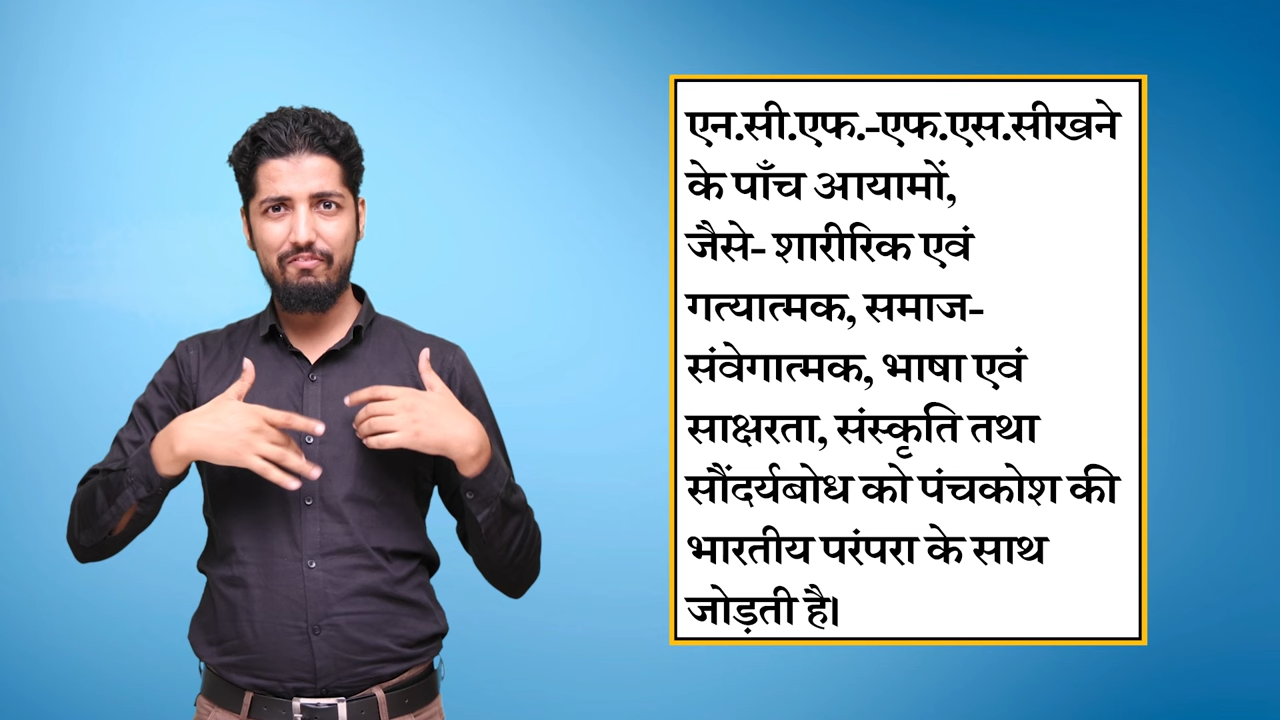 एन.सी.एफ.-एफ.एस.सीखने
के पाँच आयामों,
जैसे- शारीरिक एवं
गत्यात्मक, समाज-
संवेगात्मक, भाषा एवं
साक्षरता, संस्कृति तथा
सौंदर्यबोध को पंचकोश की
भारतीय परंपरा के साथ
जोड़ती है।